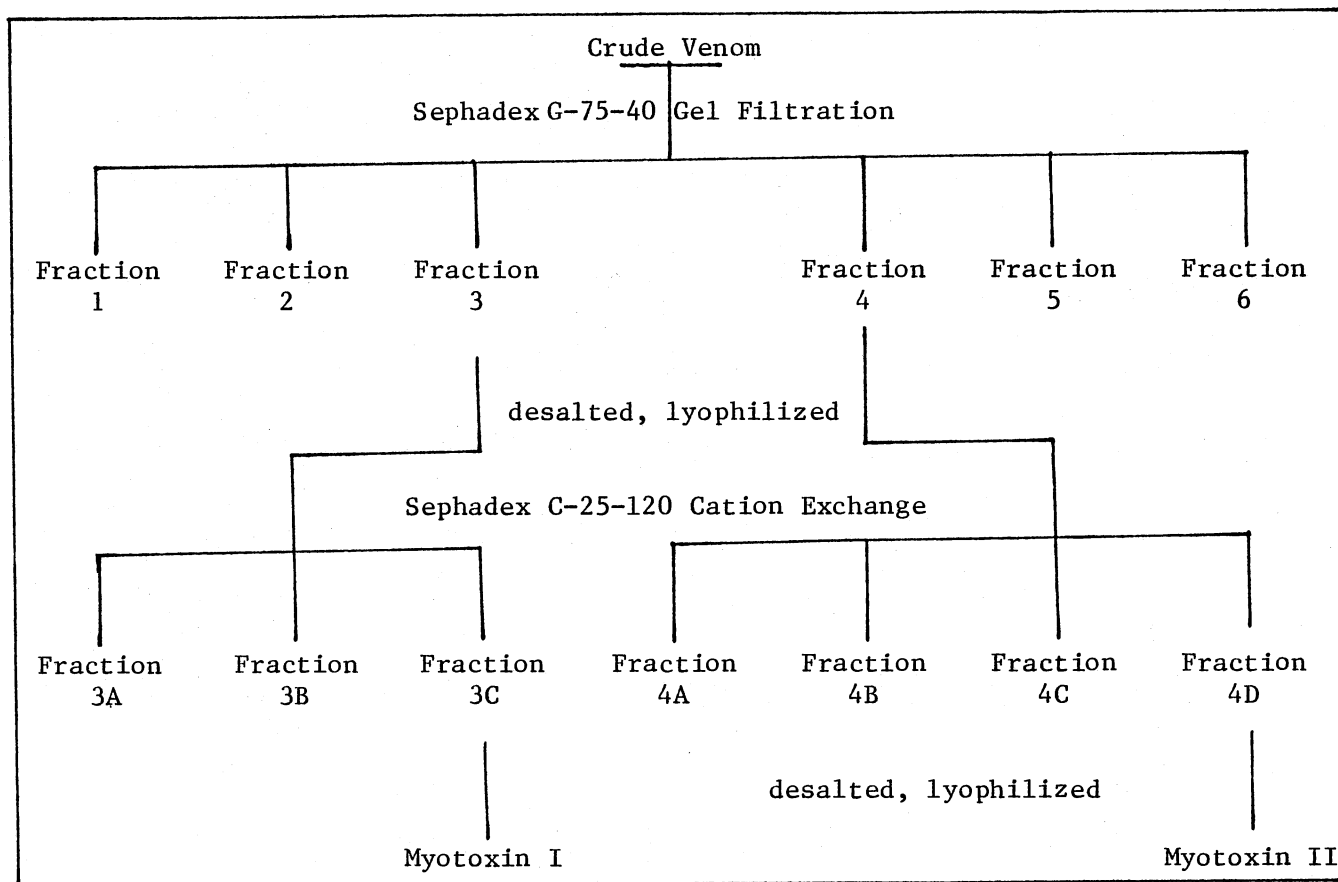 Crude Venom
Sephadex G-75-40 Gel Filtration
Fraction Fraction Fraction Fraction Fraction Fraction
1 2 3 4 5 6
desalted, lyophilized
Sephadex C-25-120 Cation Exchange
Fraction Fraction Fraction Fraction Fraction Fraction Fraction
3A 3B 3C 4A 4B 4C 4D
desalted, lyophilized
Myotoxin I Myotoxin II